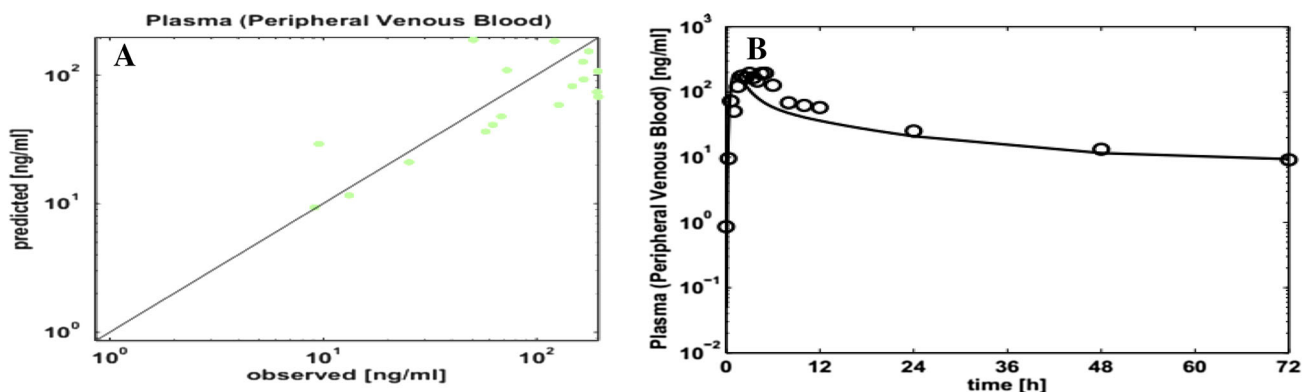 Plasma (Peripheral Venous Blood)
A
10²
10¹
10⁰
predicted [ng/ml]
10⁰ 10¹ 10²
observed [ng/ml]
B
10³
10²
10¹
10⁰
10⁻¹
10⁻²
Plasma (Peripheral Venous Blood) [ng/ml]
0 12 24 36 48 60 72
time [h]